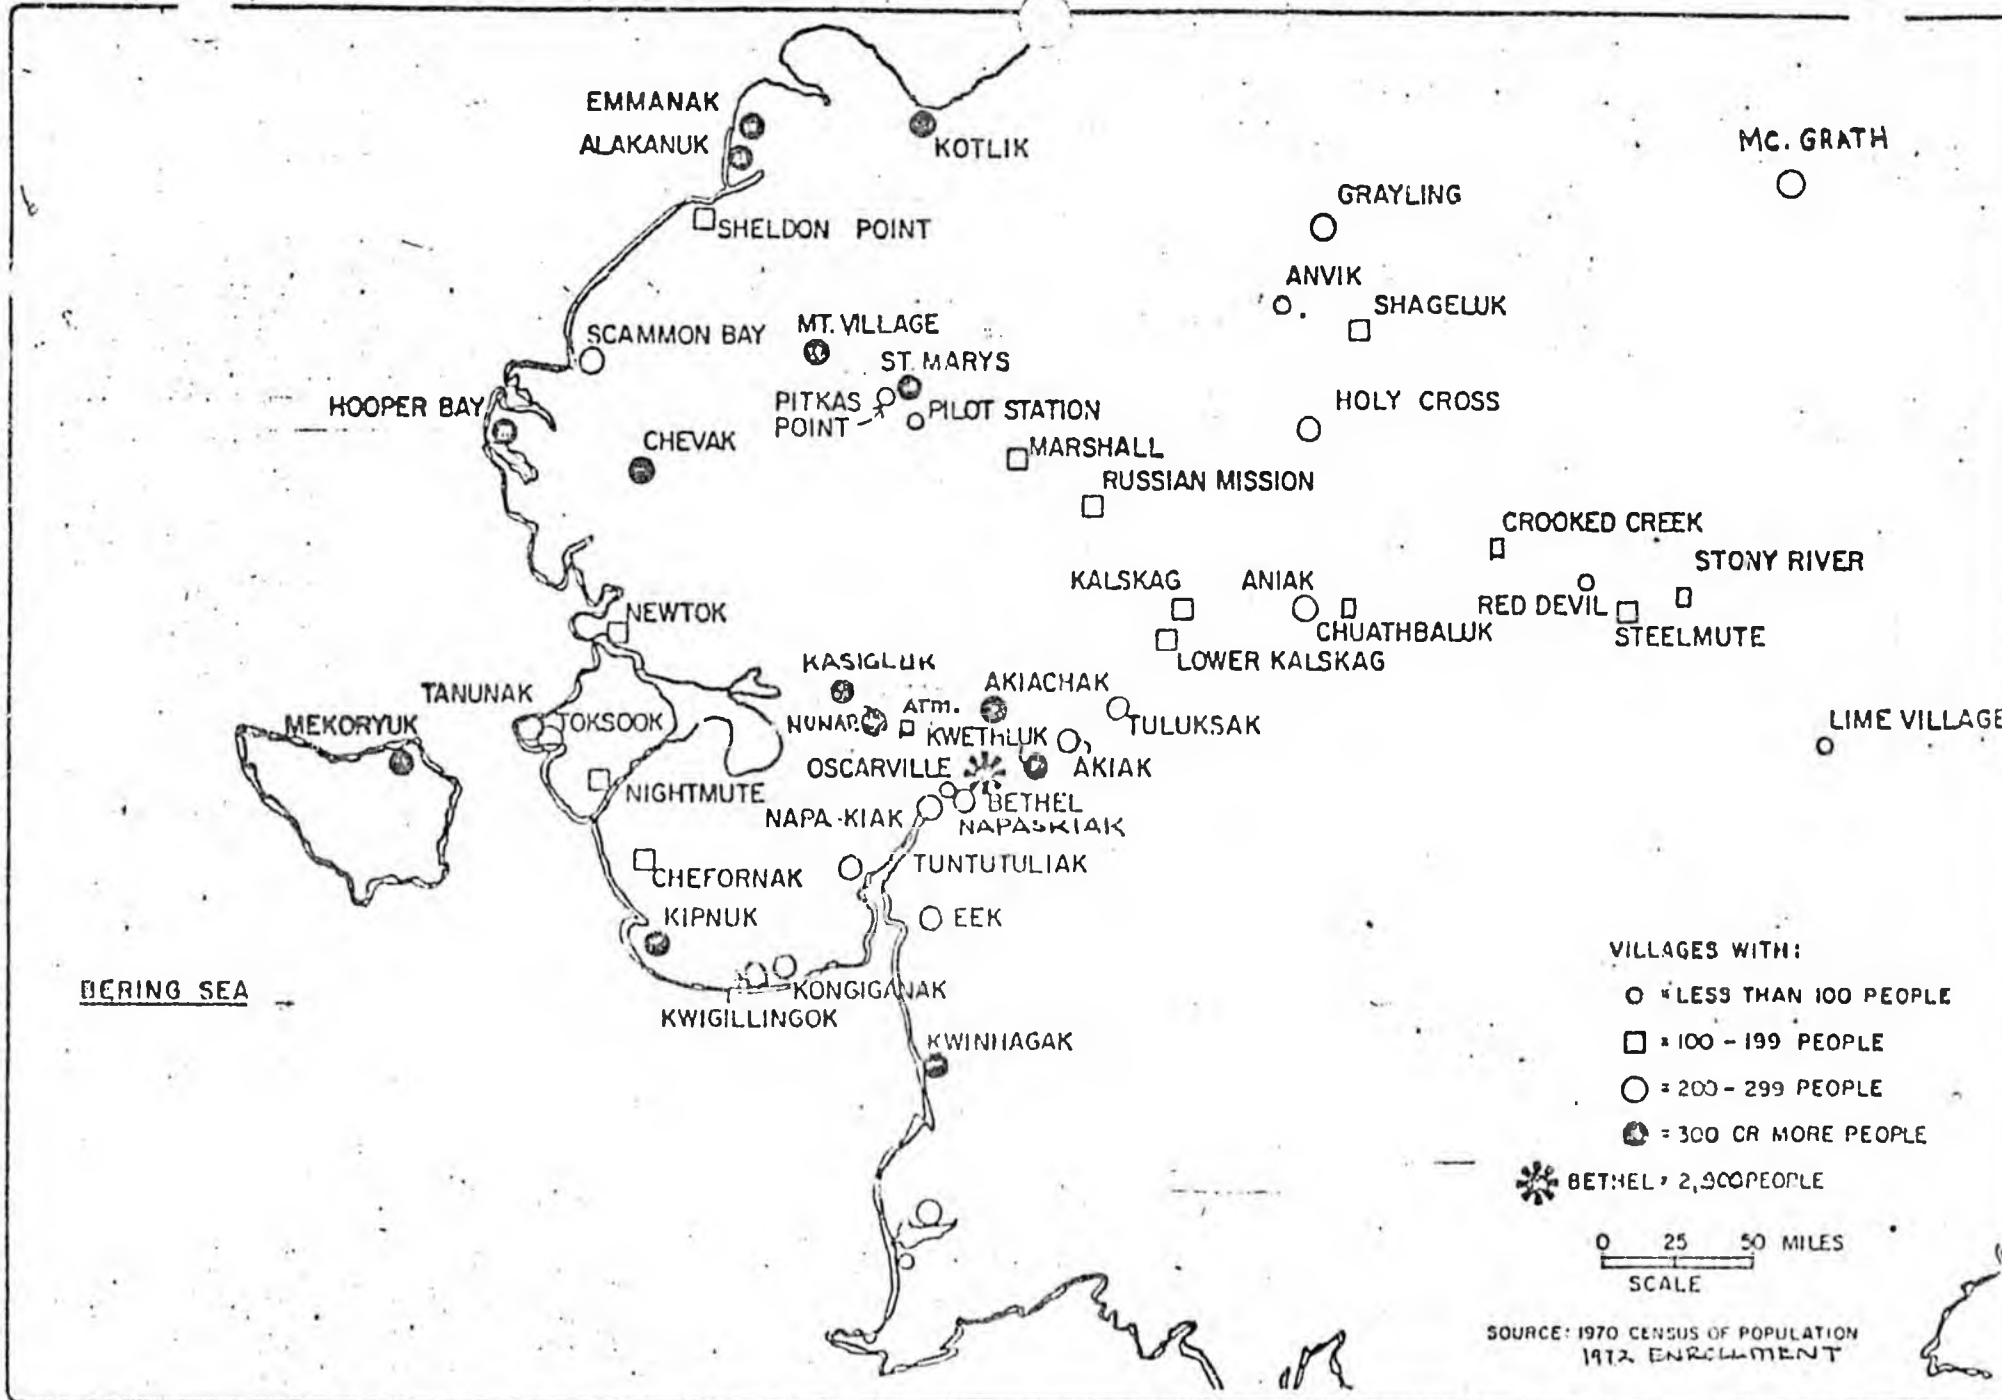 EMMANAK
ALAKANUK
KOTLIK
MC. GRATH
GRAYLING
SHELDON POINT
ANVIK
SHAGELUK
SCAMMON BAY
MT. VILLAGE
ST. MARYS
HOOPER BAY
PITKAS
POINT
PILOT STATION
HOLY CROSS
CHEVAK
MARSHALL
RUSSIAN MISSION
CROOKED CREEK
STONY RIVER
KALSKAG
ANIAK
RED DEVIL
NEWTOK
CHUATHBALUK
STEELMUTE
LOWER KALSKAG
KASIGLUK
AKIACHAK
TANUNAK
ATM.
MEKORYUK
TOKSOOK
NUNAP.
KWETHLUK
TULUKSAK
LIME VILLAGE
OSCARVILLE
AKIAK
NIGHTMUTE
BETHEL
NAPA-KIAK
NAPASKIAK
TUNTUTULIAK
CHEFORNAK
KIPNUK
EEK
BERING SEA
KONGIGANAK
KWIGILLINGOK
KWINHAGAK
VILLAGES WITH:
= LESS THAN 100 PEOPLE
= 100 - 199 PEOPLE
= 200 - 299 PEOPLE
= 300 OR MORE PEOPLE
BETHEL = PEOPLE
0 25 50 MILES
SCALE
SOURCE: 1970 CENSUS OF POPULATION
1972 ENROLLMENT